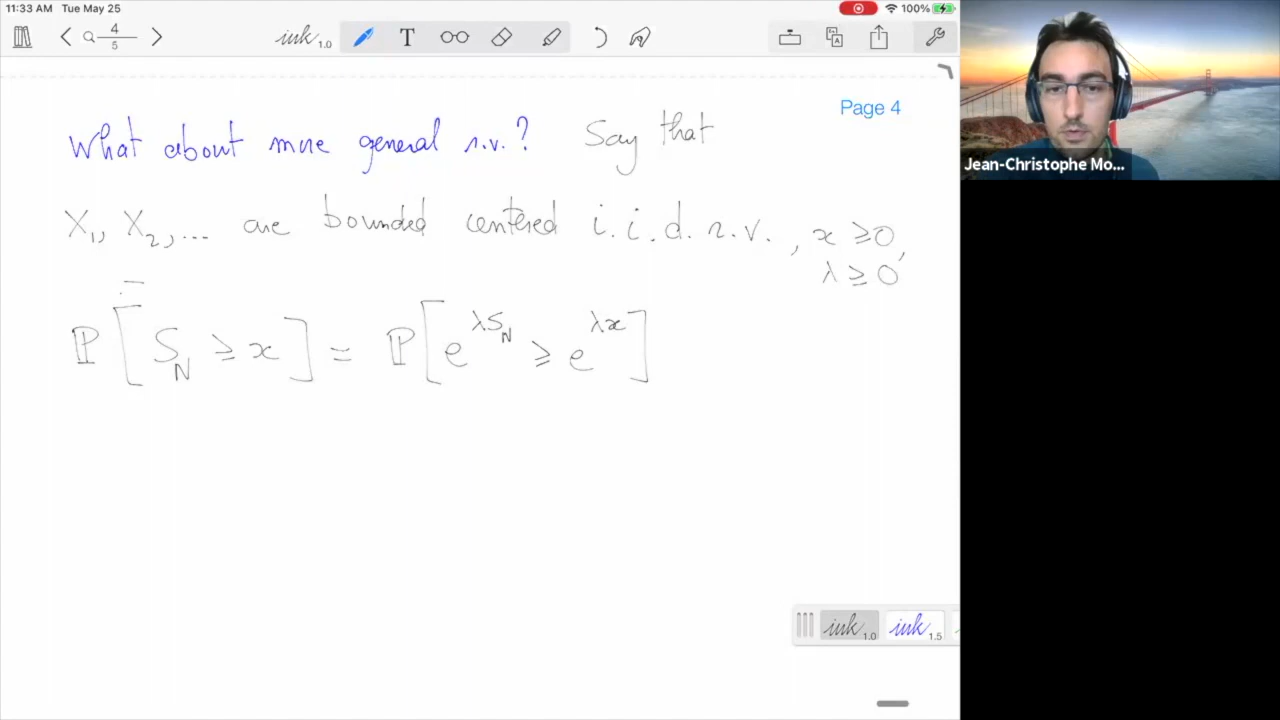 11:33 AM Tue May 25
100%
4
5
ink 1.0
T
Page 4
What about more general r.v.? Say that
X₁, X₂, ... are bounded centered i.i.d. r.v., x ≥ 0,
λ ≥ 0
ℙ[S_N ≥ x] = ℙ[e^{λS_N} ≥ e^{λx}]
ink 1.0 ink 1.5
Jean-Christophe Mo...